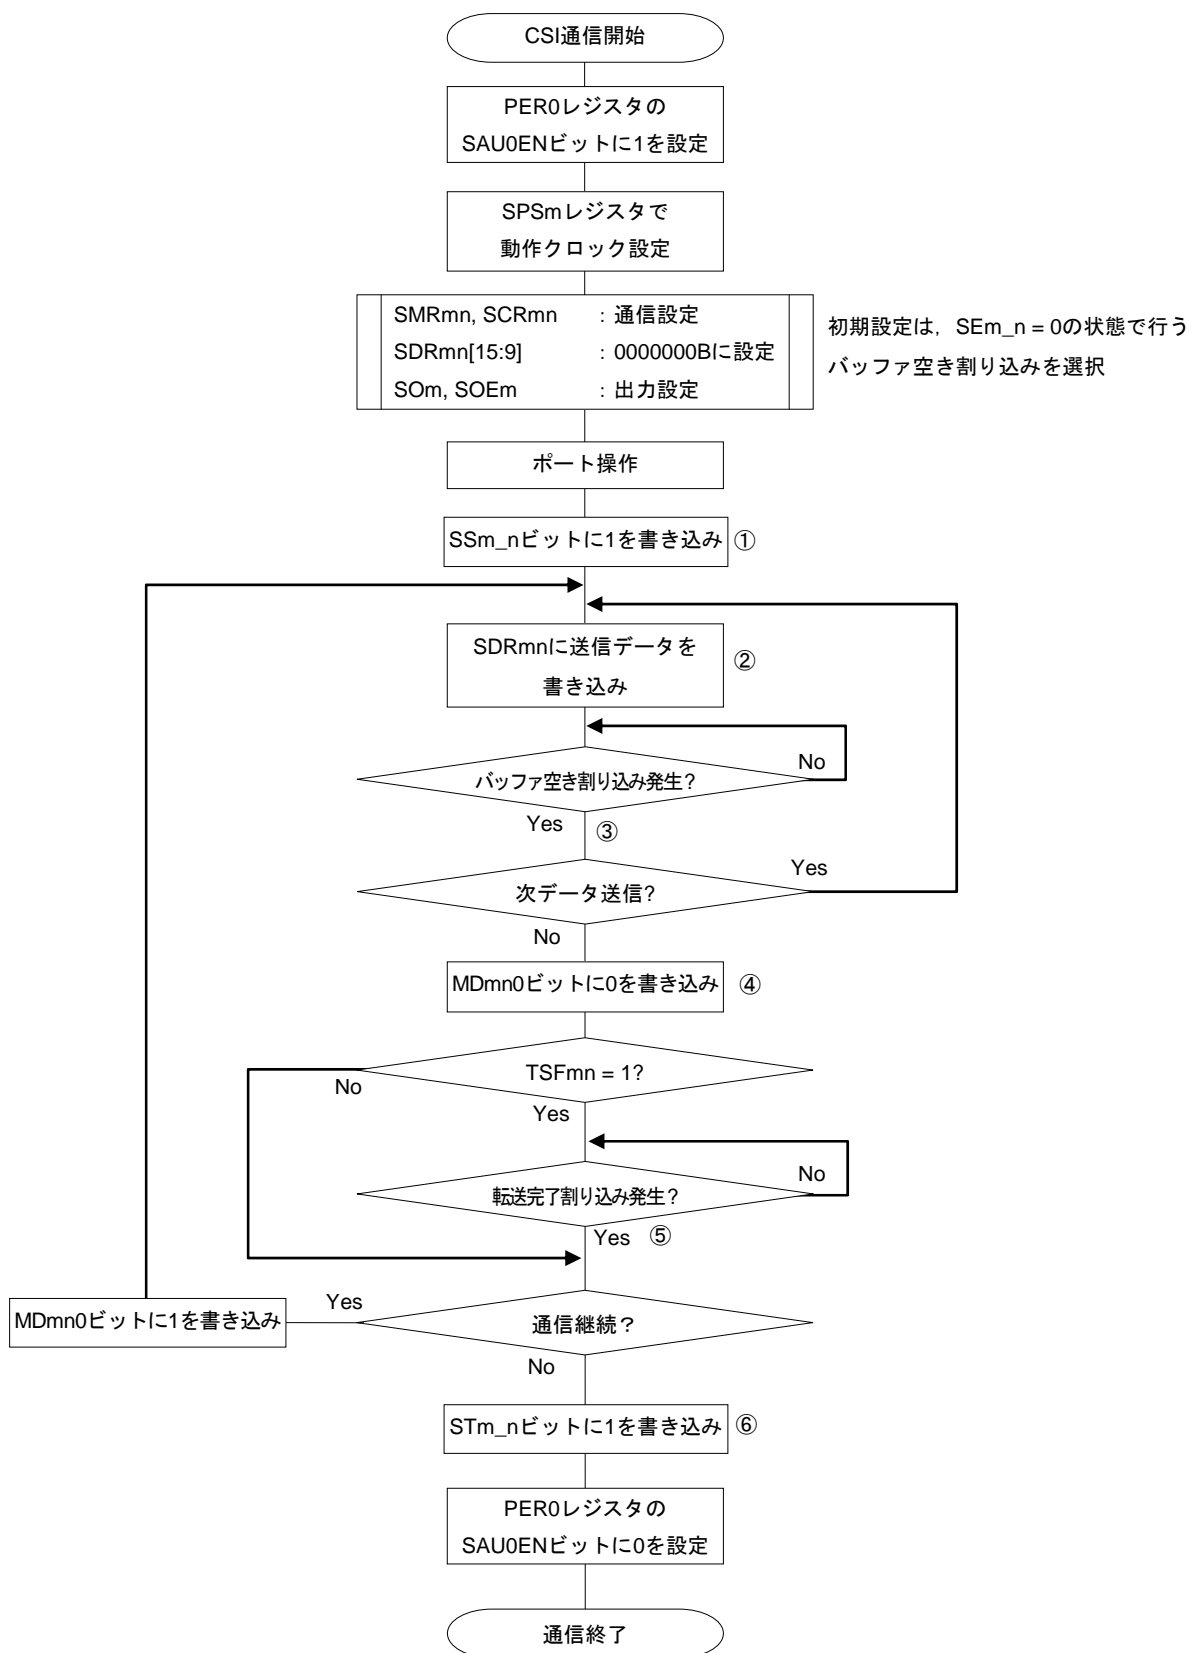 CSI通信開始
PER0レジスタの
SAU0ENビットに1を設定
SPSmレジスタで
動作クロック設定
SMRmn, SCRmn : 通信設定
SDRmn[15:9] : 0000000Bに設定
SOm, SOEm : 出力設定
初期設定は，SEm_n = 0の状態で行う
バッファ空き割り込みを選択
ポート操作
SSm_nビットに1を書き込み ①
SDRmnに送信データを
書き込み
②
No
バッファ空き割り込み発生？
Yes ③
Yes
次データ送信？
No
MDmn0ビットに0を書き込み ④
TSFmn = 1?
No
Yes
No
転送完了割り込み発生？
Yes ⑤
MDmn0ビットに1を書き込み
Yes
通信継続？
No
STm_nビットに1を書き込み ⑥
PER0レジスタの
SAU0ENビットに0を設定
通信終了